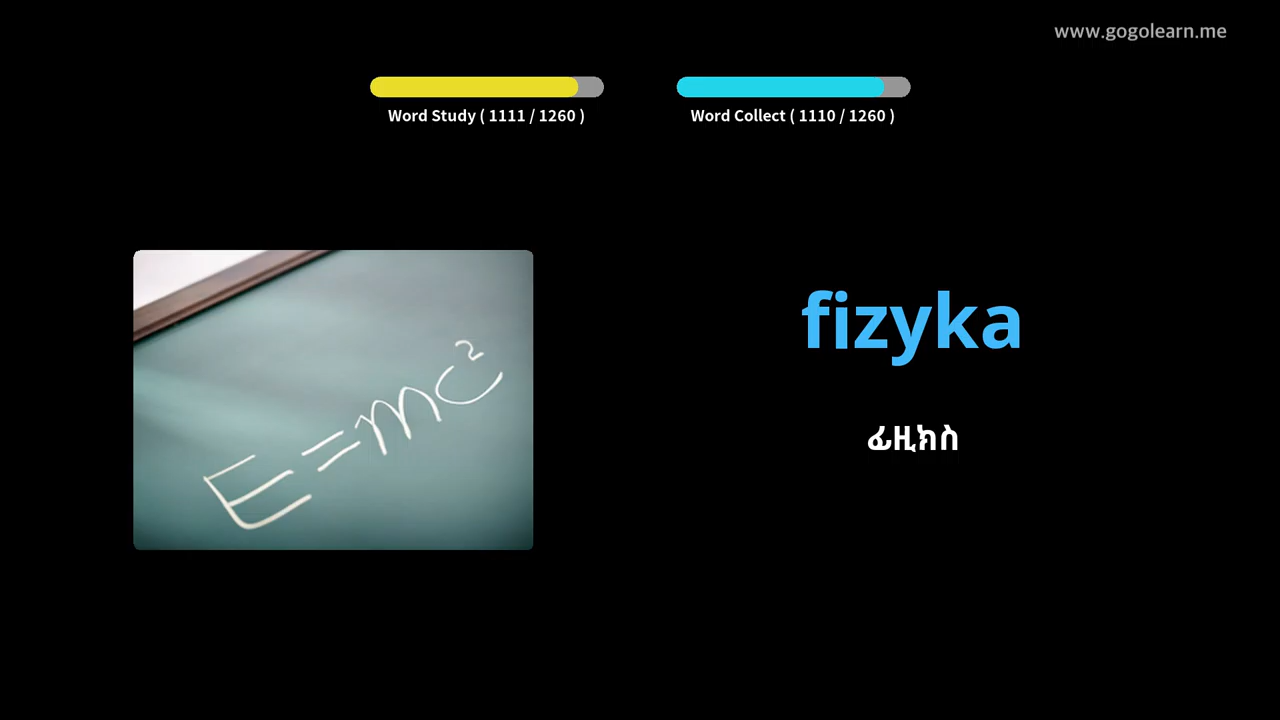 www.gogolearn.me
Word Study ( 1111 / 1260 )
Word Collect ( 1110 / 1260 )
E=mc²
fizyka
ፊዚክስ